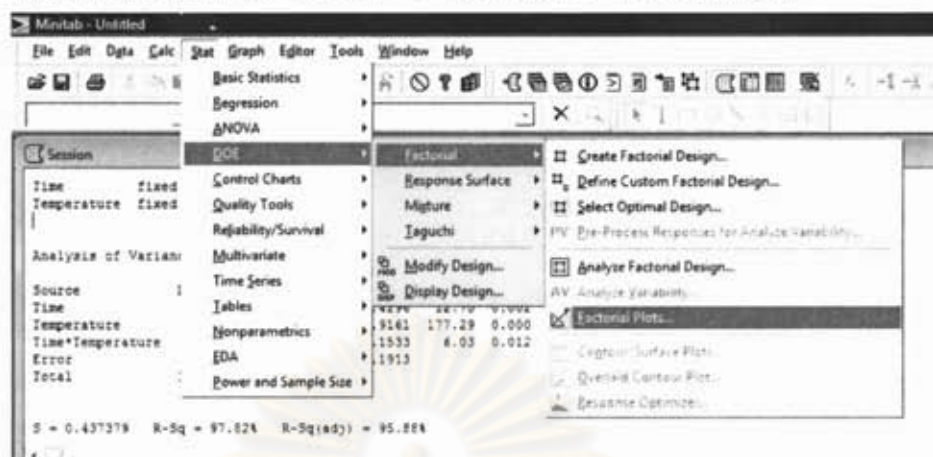 Minitab - Untitled
File Edit Data Calc Stat Graph Editor Tools Window Help
Basic Statistics
Regression
ANOVA
DOE
Control Charts
Quality Tools
Reliability/Survival
Multivariate
Time Series
Tables
Nonparametrics
EDA
Power and Sample Size
Factorial
Response Surface
Mixture
Taguchi
Modify Design...
Display Design...
Create Factorial Design...
Define Custom Factorial Design...
Select Optimal Design...
Pre-Process Responses for Analyze Variability...
Analyze Factorial Design...
Analyze Variability...
Factorial Plots...
Contour/Surface Plots...
Overlaid Contour Plot...
Response Optimizer...
Session
Time fixed
Temperature fixed
Analysis of Varian
Source
Time
Temperature .9161 177.29 0.000
Time*Temperature .1533 6.03 0.012
Error .1913
Total
S = 0.437379 R-Sq = 97.82% R-Sq(adj) = 95.88%